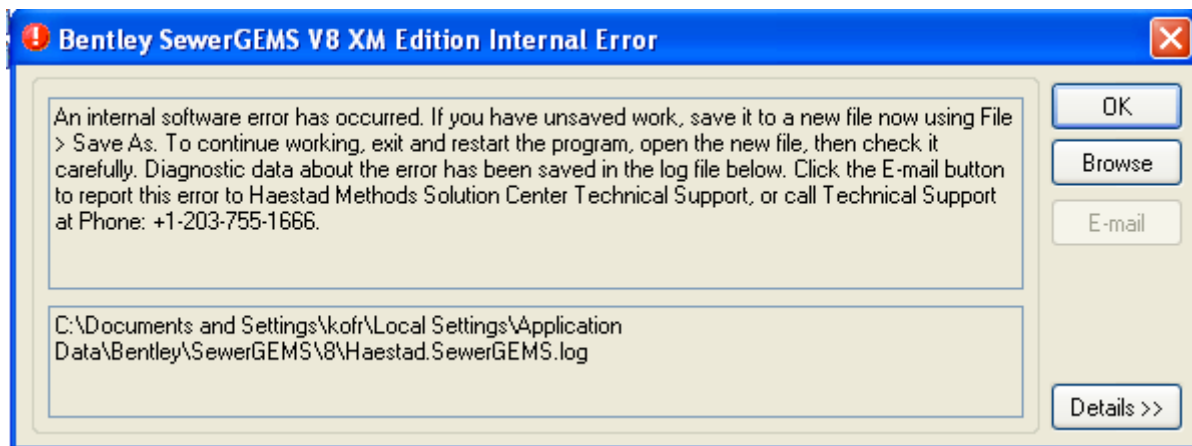 Bentley SewerGEMS V8 XM Edition Internal Error
An internal software error has occurred. If you have unsaved work, save it to a new file now using File
> Save As. To continue working, exit and restart the program, open the new file, then check it
carefully. Diagnostic data about the error has been saved in the log file below. Click the E-mail button
to report this error to Haestad Methods Solution Center Technical Support, or call Technical Support
at Phone: +1-203-755-1666.
OK
Browse
E-mail
C:\Documents and Settings\kofr\Local Settings\Application
Data\Bentley\SewerGEMS\8\Haestad.SewerGEMS.log
Details >>